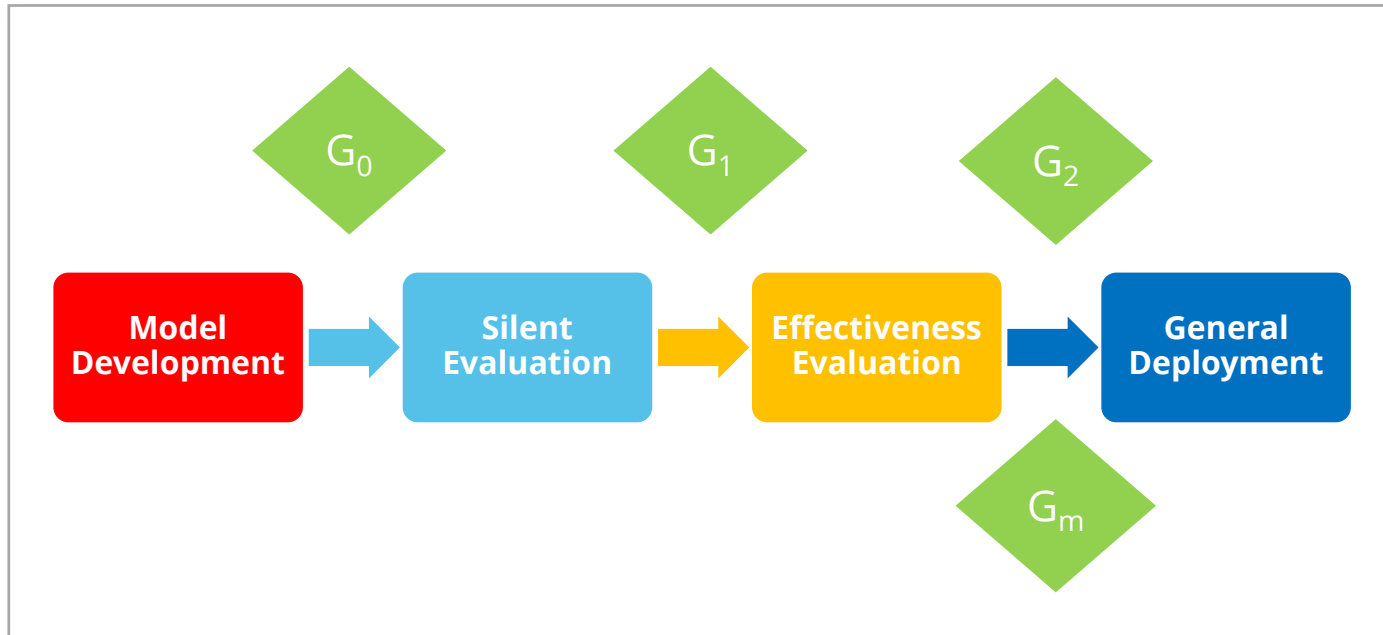 G₀
G₁
G₂
Model
Development
Silent
Evaluation
Effectiveness
Evaluation
General
Deployment
Gₘ